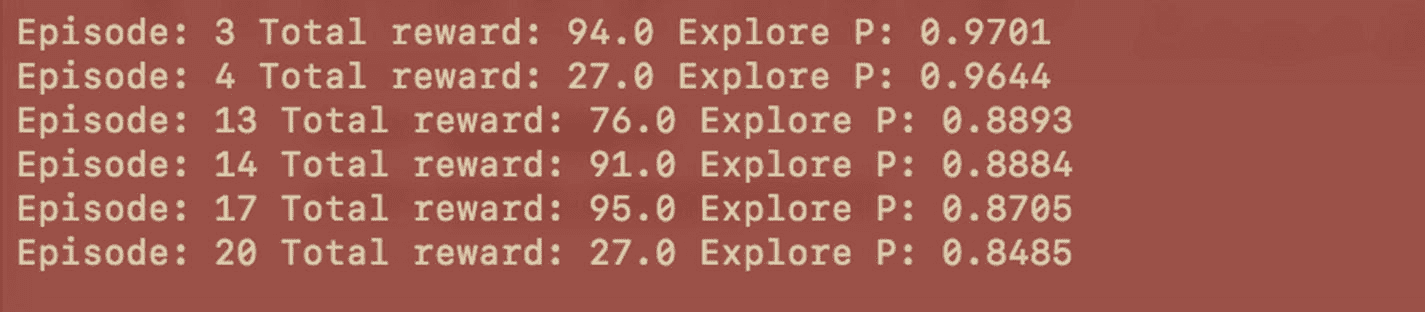 Episode: 3 Total reward: 94.0 Explore P: 0.9701
Episode: 4 Total reward: 27.0 Explore P: 0.9644
Episode: 13 Total reward: 76.0 Explore P: 0.8893
Episode: 14 Total reward: 91.0 Explore P: 0.8884
Episode: 17 Total reward: 95.0 Explore P: 0.8705
Episode: 20 Total reward: 27.0 Explore P: 0.8485